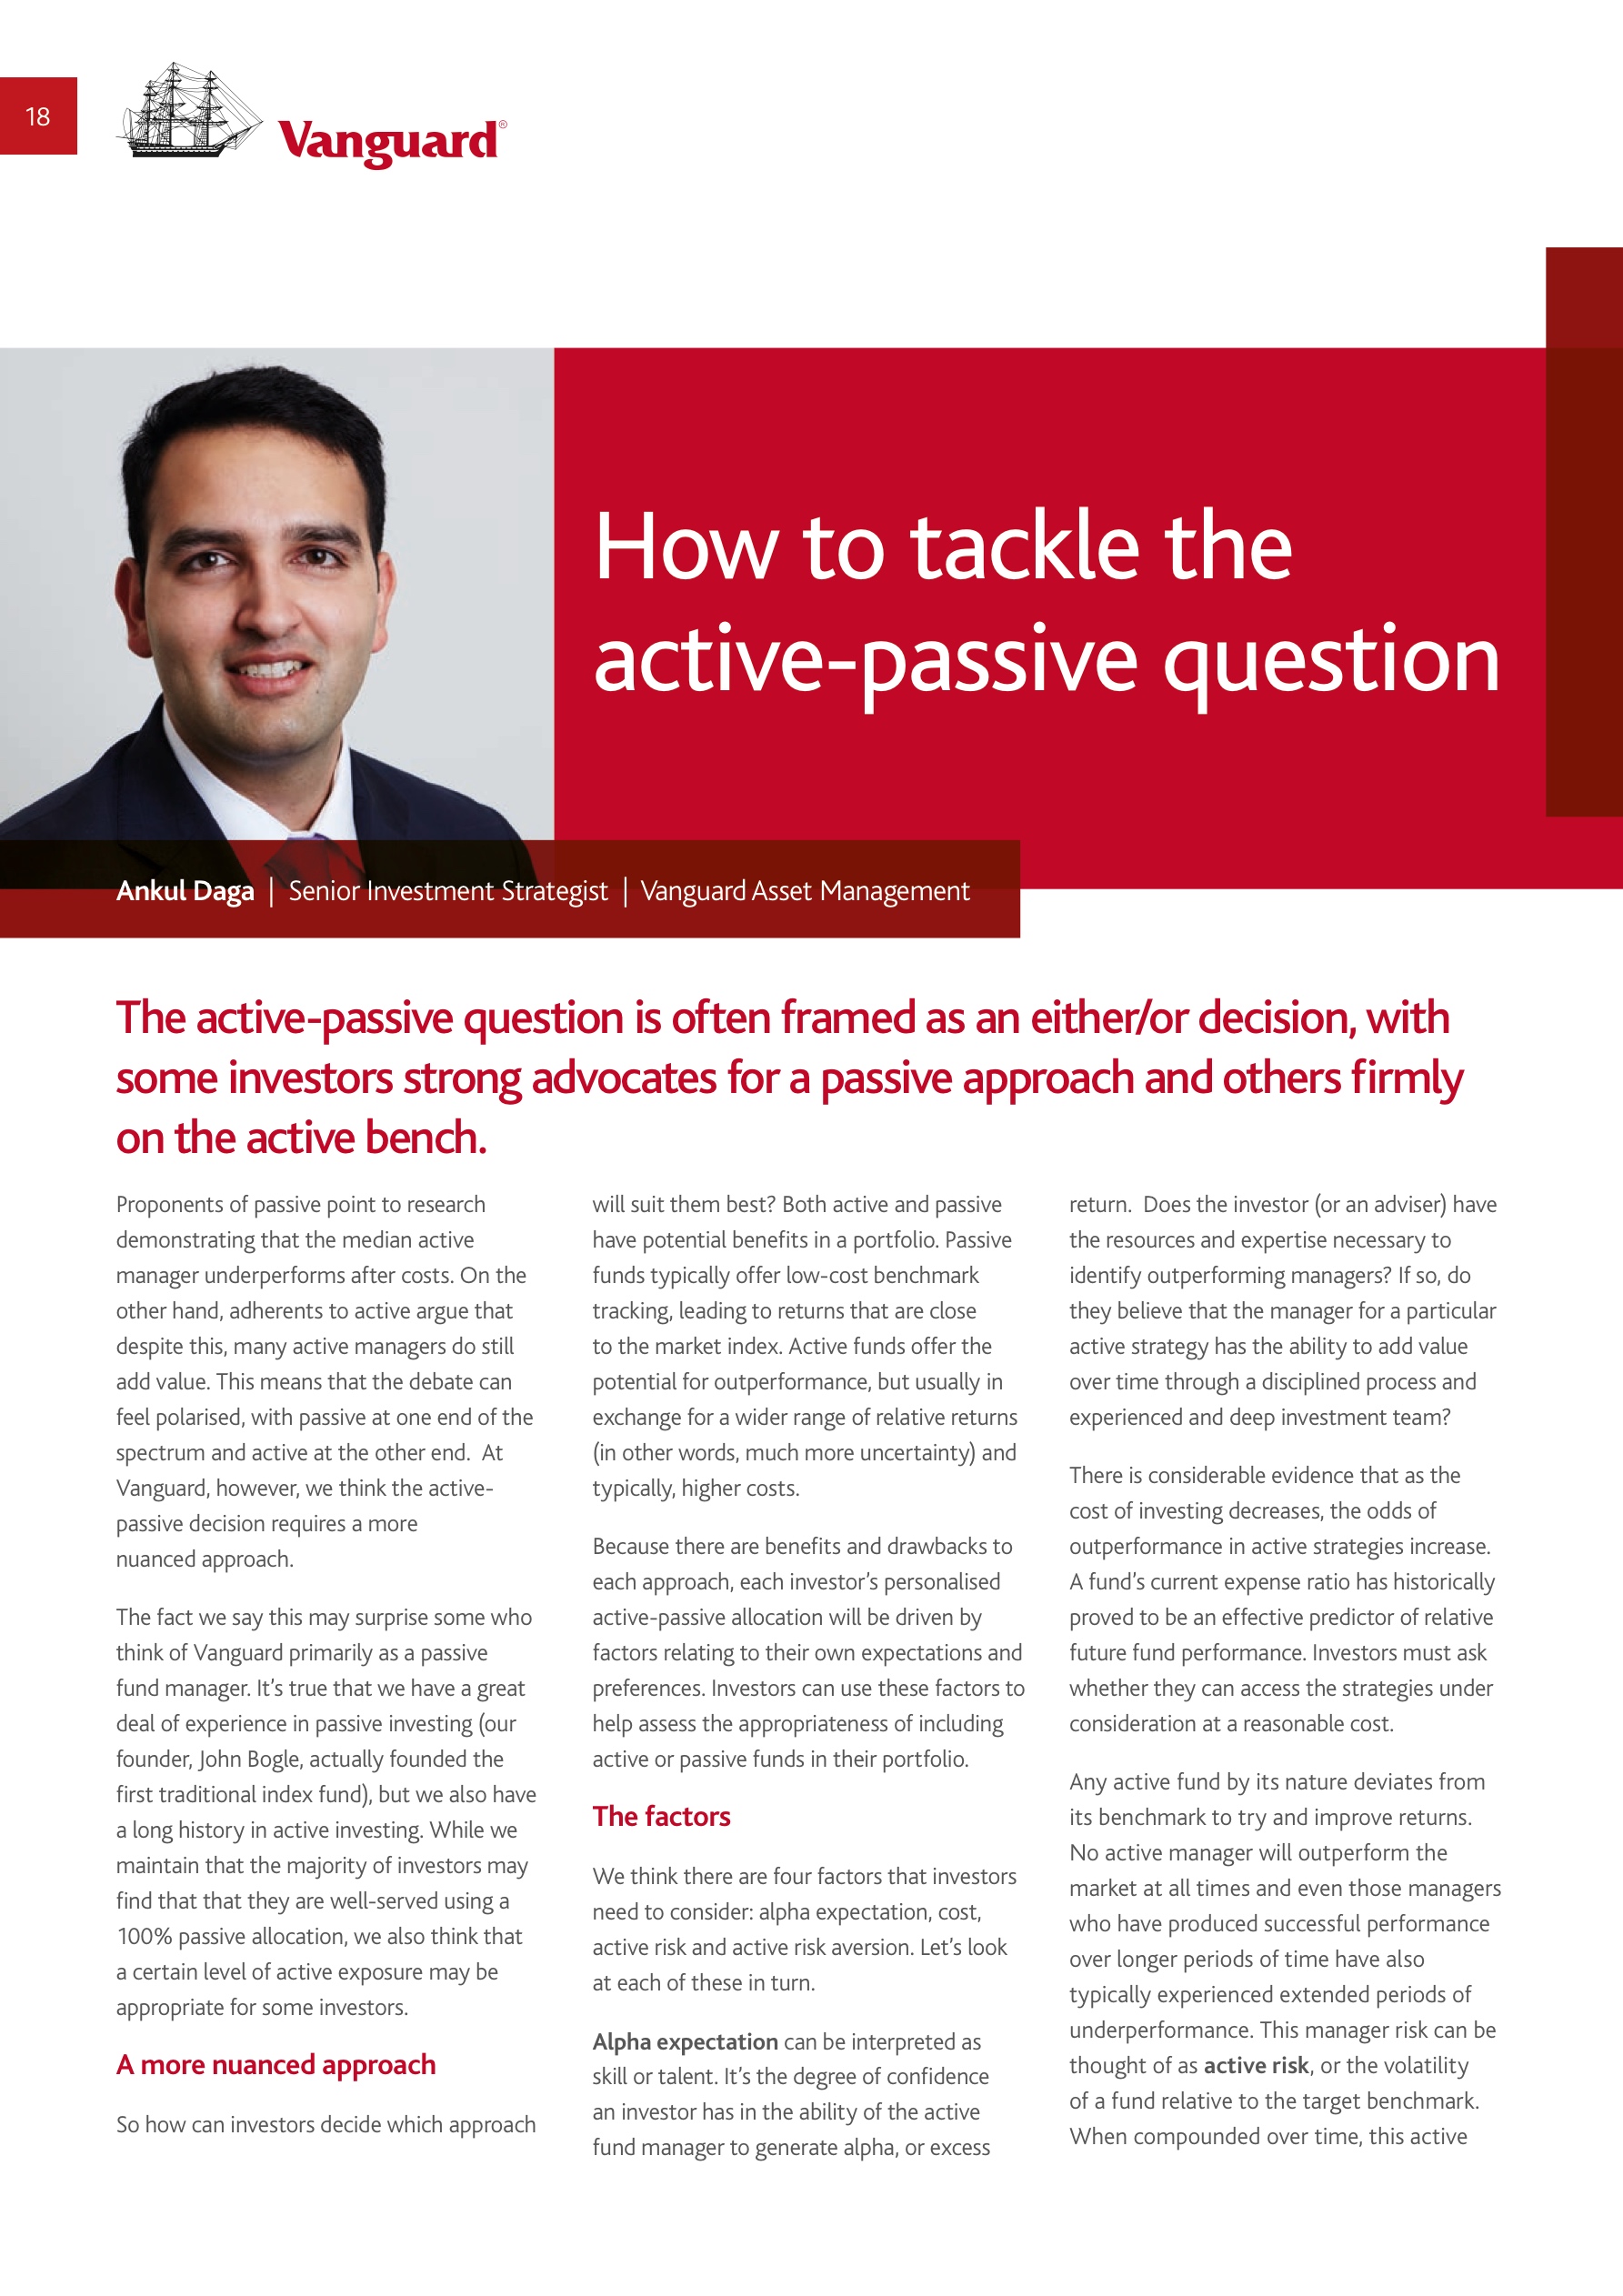 18
Vanguard®
How to tackle the
active-passive question
Ankul Daga | Senior Investment Strategist | Vanguard Asset Management
The active-passive question is often framed as an either/or decision, with
some investors strong advocates for a passive approach and others firmly
on the active bench.
Proponents of passive point to research
demonstrating that the median active
manager underperforms after costs. On the
other hand, adherents to active argue that
despite this, many active managers do still
add value. This means that the debate can
feel polarised, with passive at one end of the
spectrum and active at the other end.  At
Vanguard, however, we think the active-
passive decision requires a more
nuanced approach.
The fact we say this may surprise some who
think of Vanguard primarily as a passive
fund manager. It's true that we have a great
deal of experience in passive investing (our
founder, John Bogle, actually founded the
first traditional index fund), but we also have
a long history in active investing. While we
maintain that the majority of investors may
find that that they are well-served using a
100% passive allocation, we also think that
a certain level of active exposure may be
appropriate for some investors.
A more nuanced approach
So how can investors decide which approach
will suit them best? Both active and passive
have potential benefits in a portfolio. Passive
funds typically offer low-cost benchmark
tracking, leading to returns that are close
to the market index. Active funds offer the
potential for outperformance, but usually in
exchange for a wider range of relative returns
(in other words, much more uncertainty) and
typically, higher costs.
Because there are benefits and drawbacks to
each approach, each investor's personalised
active-passive allocation will be driven by
factors relating to their own expectations and
preferences. Investors can use these factors to
help assess the appropriateness of including
active or passive funds in their portfolio.
The factors
We think there are four factors that investors
need to consider: alpha expectation, cost,
active risk and active risk aversion. Let's look
at each of these in turn.
Alpha expectation can be interpreted as
skill or talent. It's the degree of confidence
an investor has in the ability of the active
fund manager to generate alpha, or excess
return.  Does the investor (or an adviser) have
the resources and expertise necessary to
identify outperforming managers? If so, do
they believe that the manager for a particular
active strategy has the ability to add value
over time through a disciplined process and
experienced and deep investment team?
There is considerable evidence that as the
cost of investing decreases, the odds of
outperformance in active strategies increase.
A fund's current expense ratio has historically
proved to be an effective predictor of relative
future fund performance. Investors must ask
whether they can access the strategies under
consideration at a reasonable cost.
Any active fund by its nature deviates from
its benchmark to try and improve returns.
No active manager will outperform the
market at all times and even those managers
who have produced successful performance
over longer periods of time have also
typically experienced extended periods of
underperformance. This manager risk can be
thought of as active risk, or the volatility
of a fund relative to the target benchmark.
When compounded over time, this active